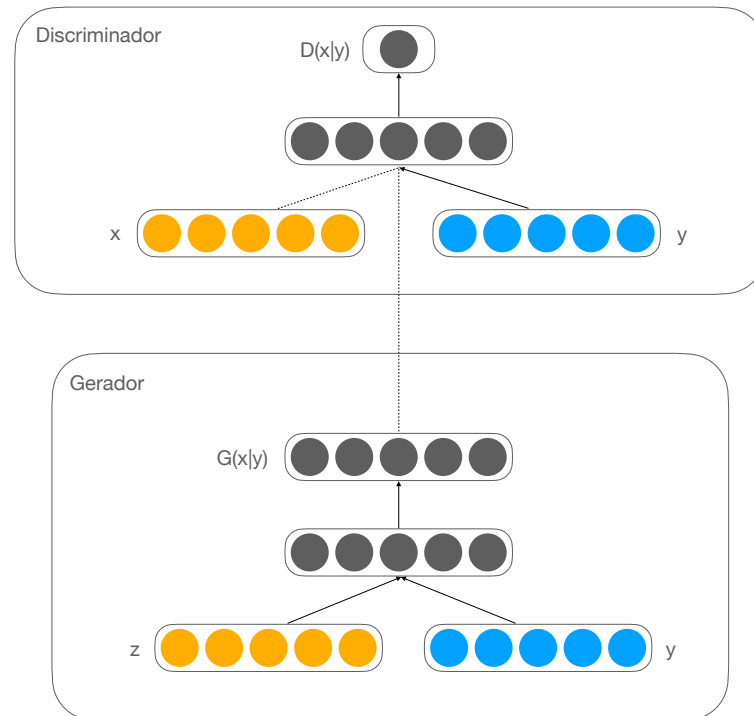 Discriminador
D(x|y)
x
y
Gerador
G(x|y)
z
y